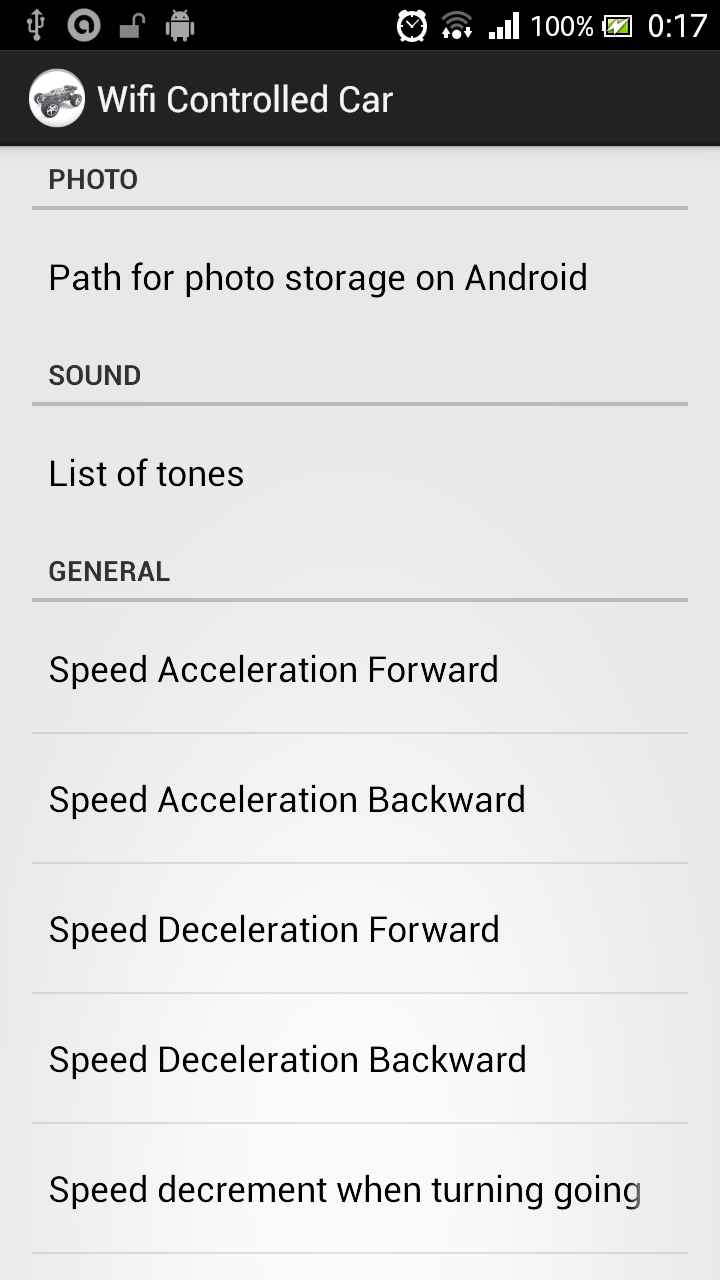 100% 0:17
Wifi Controlled Car
PHOTO
Path for photo storage on Android
SOUND
List of tones
GENERAL
Speed Acceleration Forward
Speed Acceleration Backward
Speed Deceleration Forward
Speed Deceleration Backward
Speed decrement when turning going